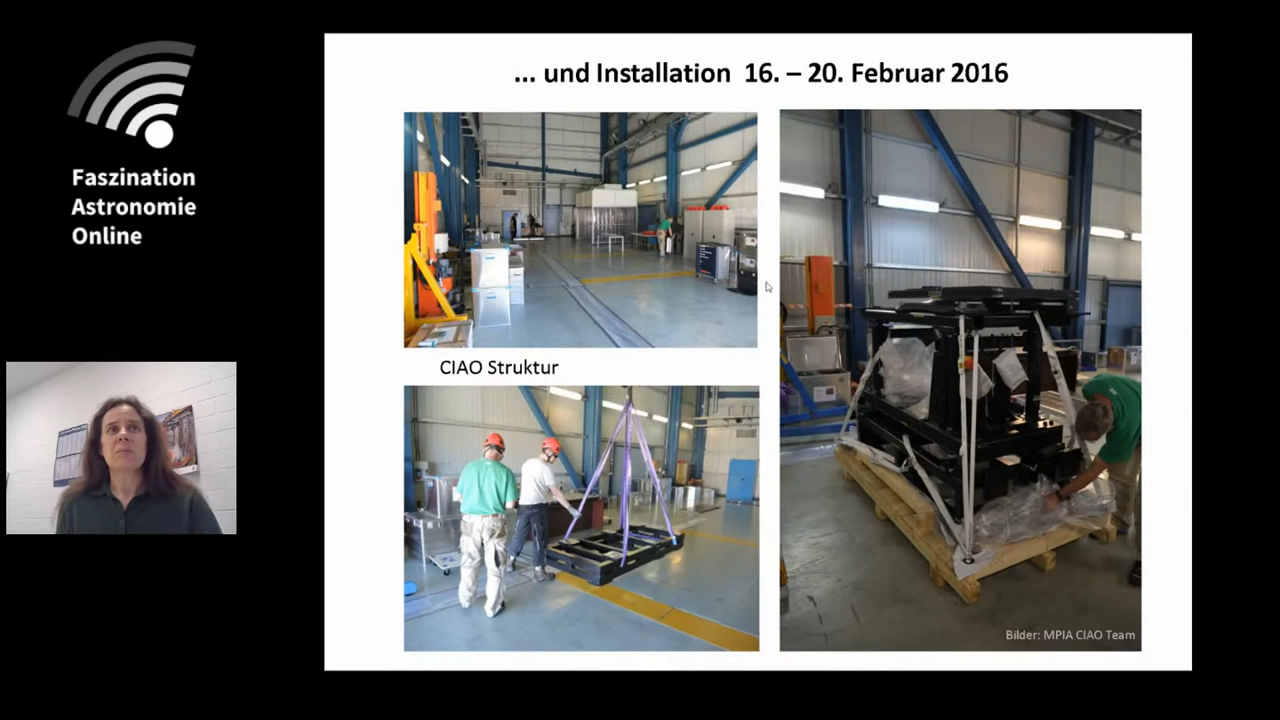 Faszination
Astronomie
Online
... und Installation 16. – 20. Februar 2016
CIAO Struktur
Bilder: MPIA CIAO Team